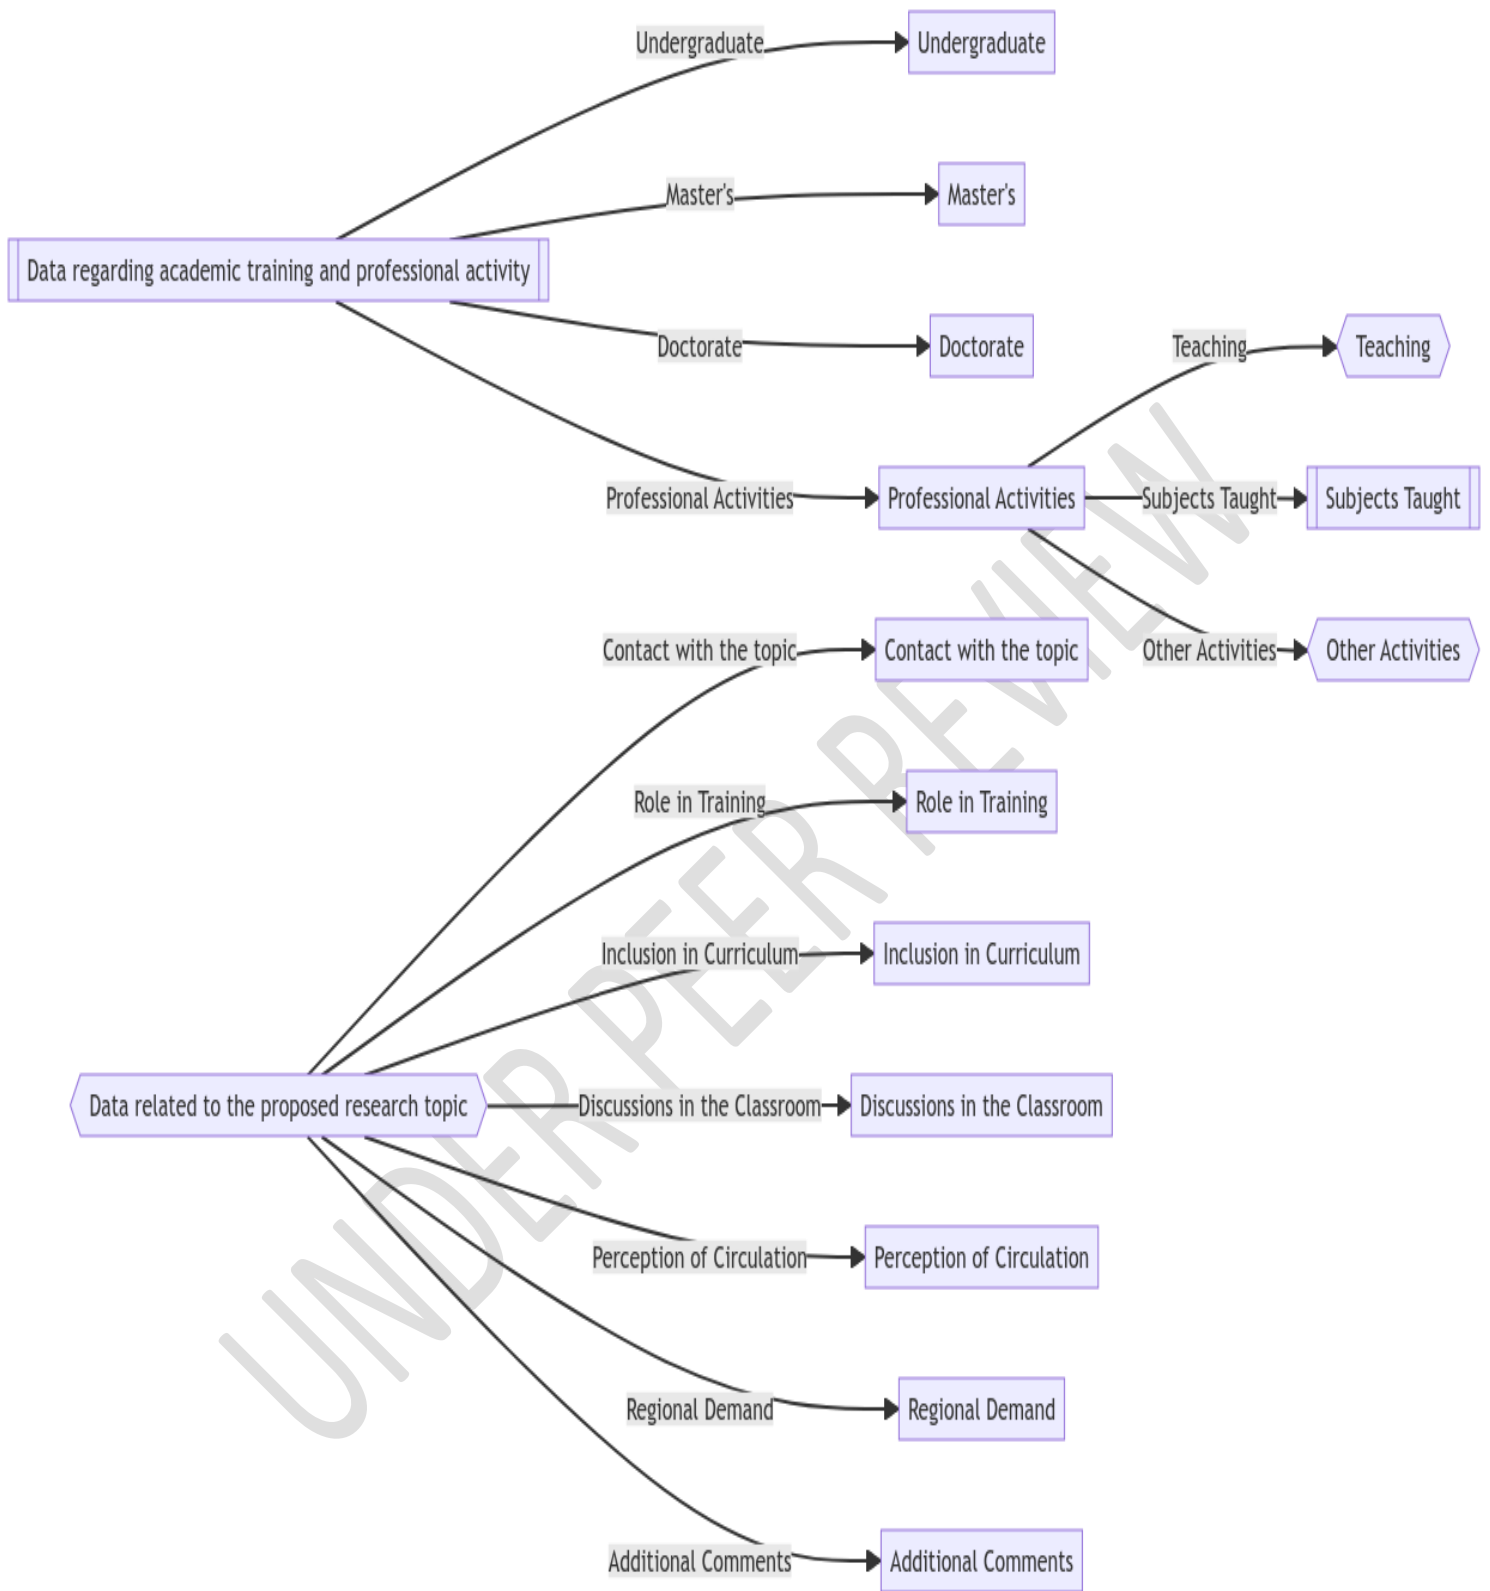 Undergraduate
Undergraduate
Master's
Master's
Data regarding academic training and professional activity
Doctorate
Doctorate
Teaching
Teaching
Professional Activities
Professional Activities
Subjects Taught
Subjects Taught
Contact with the topic
Contact with the topic
Other Activities
Other Activities
Role in Training
Role in Training
Inclusion in Curriculum
Inclusion in Curriculum
Data related to the proposed research topic
Discussions in the Classroom
Discussions in the Classroom
Perception of Circulation
Perception of Circulation
Regional Demand
Regional Demand
Additional Comments
Additional Comments
UNDER PEER REVIEW